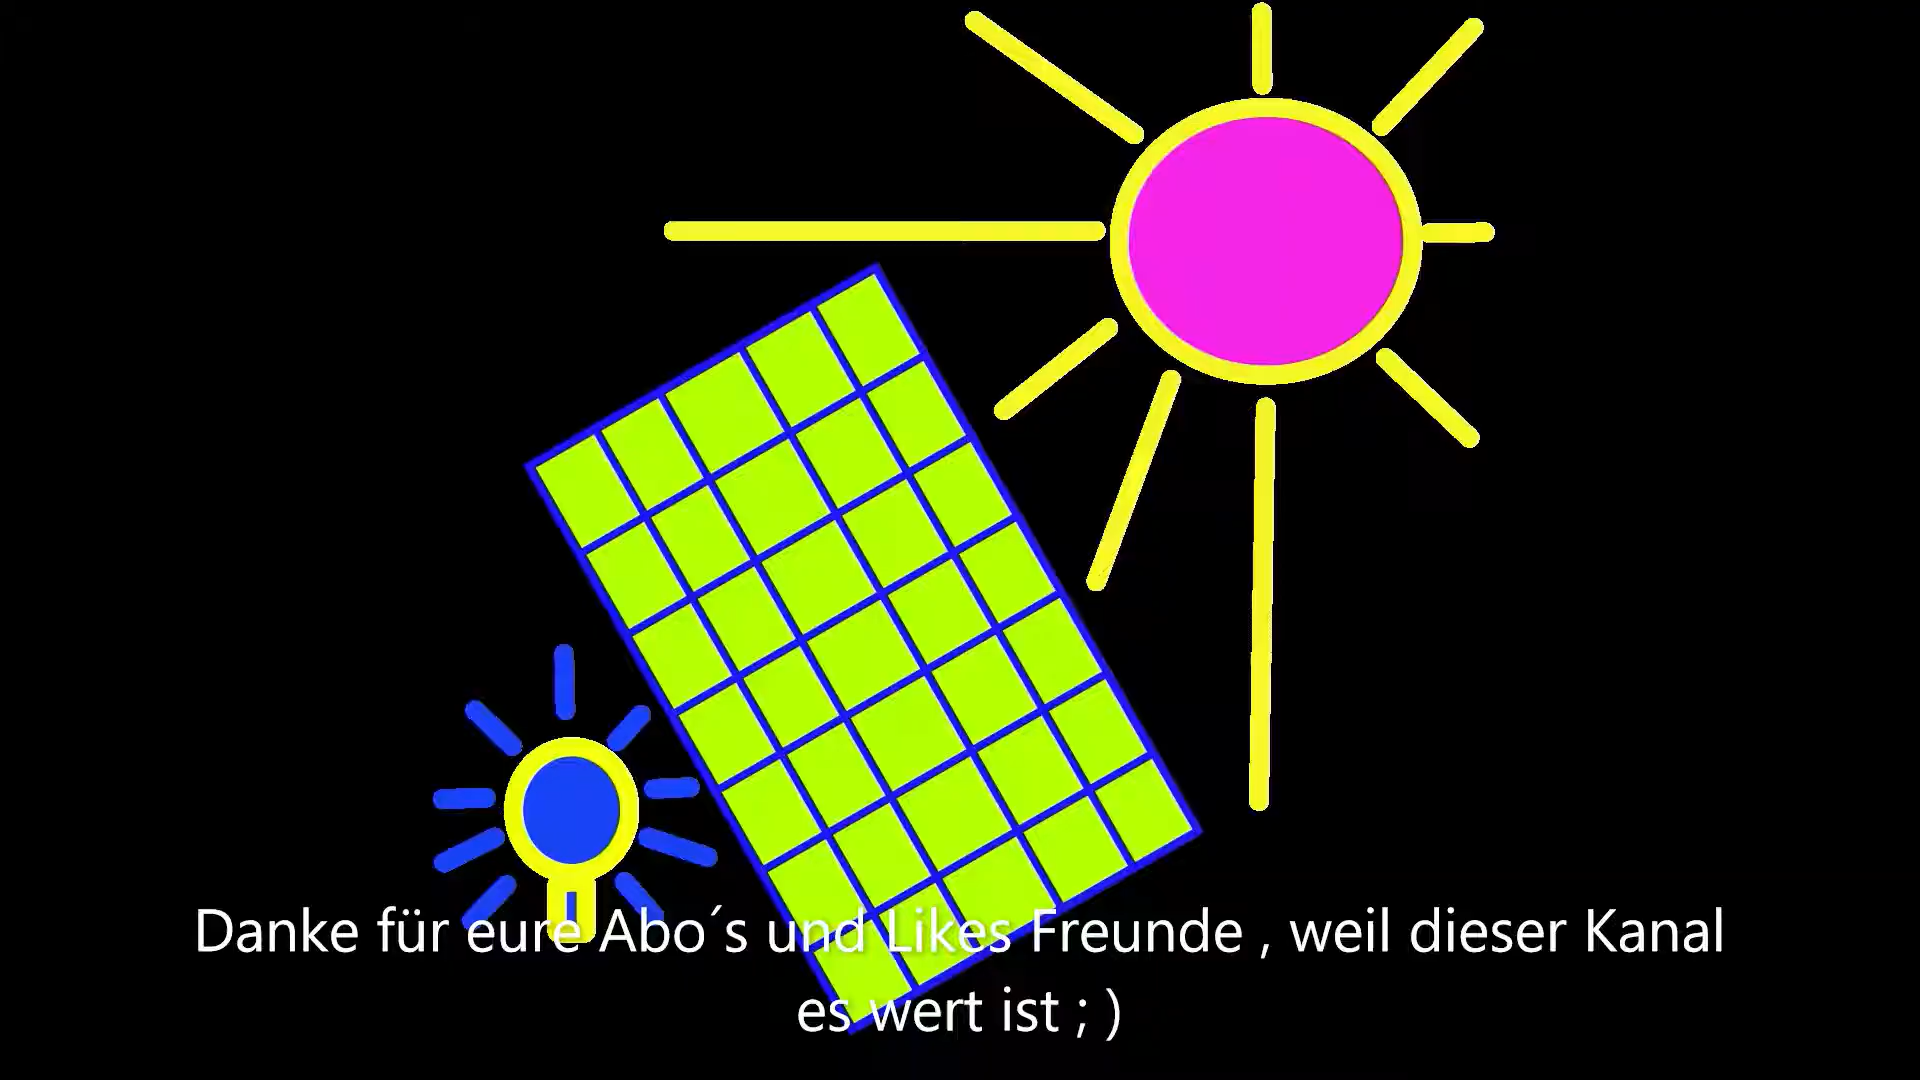 Danke für eure Abo´s und Likes Freunde , weil dieser Kanal
es wert ist ; )